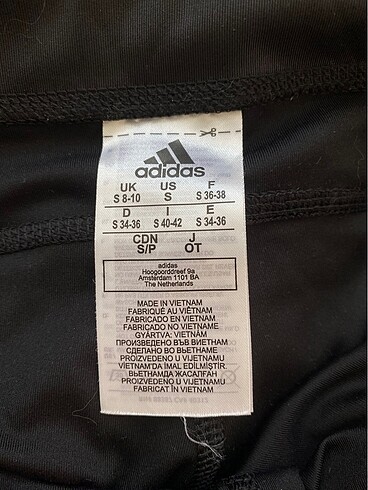 adidas
UK US F
S 8-10 S S 36-38
D I E
S 34-36 S 40-42 S 34-36
CDN J
S/P OT
adidas
Hoogoorddreef 9a
Amsterdam 1101 BA
The Netherlands
MADE IN VIETNAM
FABRIQUÉ AU VIÊTNAM
FABRICADO EN VIETNAM
FABRICADO NO VIETNAME
GYÁRTVA: VIETNÁM
ПРОИЗВЕДЕНО ВЪВ ВИЕТНАМ
СДЕЛАНО ВО ВЬЕТНАМЕ
PROIZVEDENO U VIJETNAMU
VIETNAM'DA İMAL EDİLMİŞTİR.
ВЬЕТНАМДА ЖАСАЛҒАН
PROIZVEDENO U VIJETNAMU
FABRICAT ÎN VIETNAM